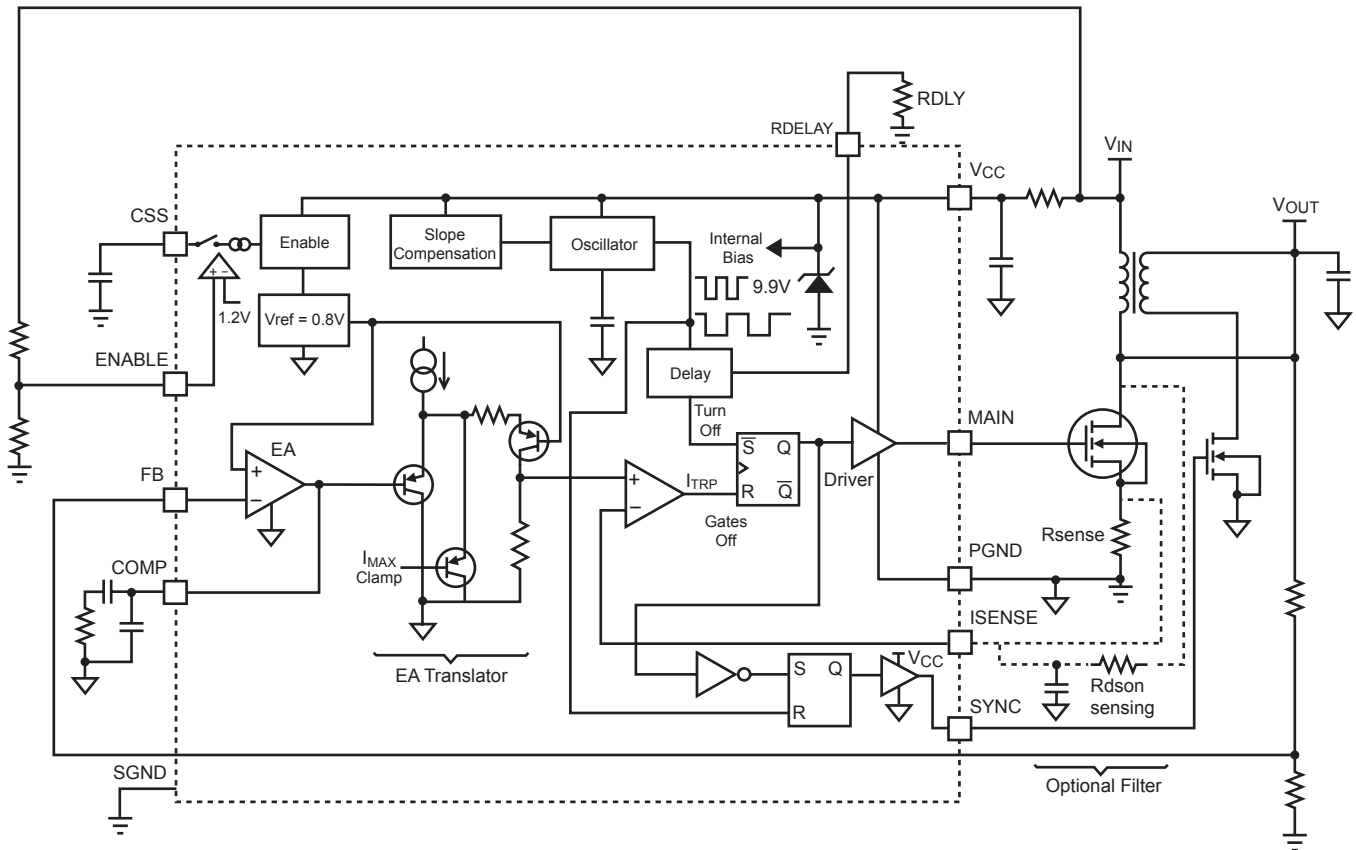 RDLY
RDELAY
VIN
VCC
VOUT
CSS
Enable
Slope
Compensation
Oscillator
Internal
Bias
9.9V
+ −
1.2V
Vref = 0.8V
ENABLE
Delay
Turn
Off
MAIN
EA
+
−
FB
S̅ Q
R Q̅
Driver
+
−
ITRP
Gates
Off
Rsense
PGND
COMP
IMAX
Clamp
ISENSE
EA Translator
S Q
R
VCC
Rdson
sensing
SYNC
SGND
Optional Filter